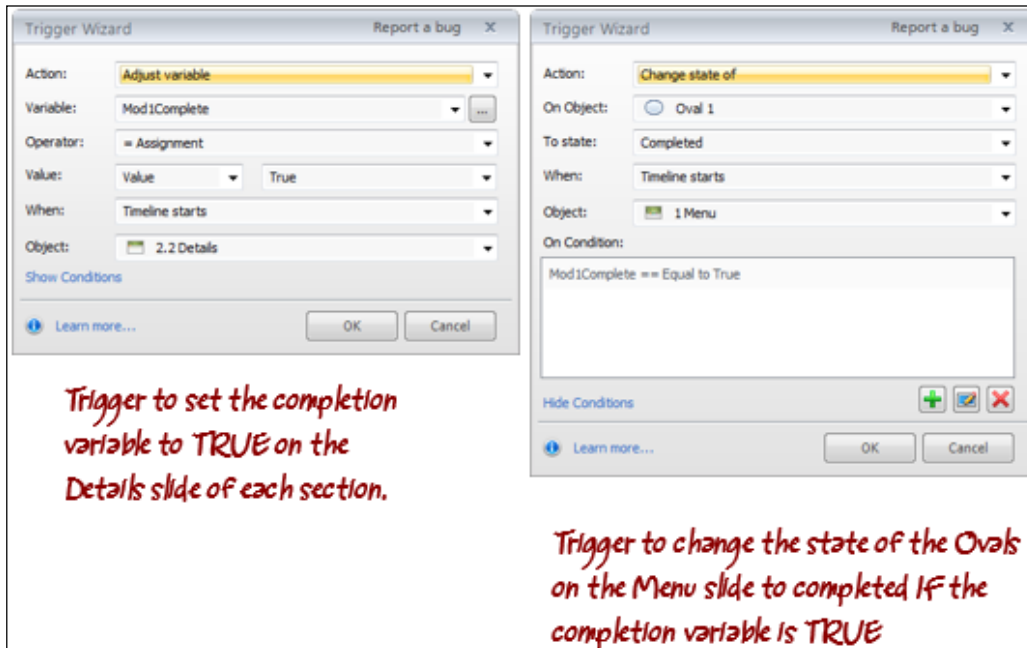 Trigger Wizard Report a bug X
Action: Adjust variable
Variable: Mod1Complete ...
Operator: = Assignment
Value: Value True
When: Timeline starts
Object: 2.2 Details
Show Conditions
Learn more... OK Cancel
Trigger to set the completion
variable to TRUE on the
Details slide of each section.
Trigger Wizard Report a bug X
Action: Change state of
On Object: Oval 1
To state: Completed
When: Timeline starts
Object: 1 Menu
On Condition:
Mod1Complete == Equal to True
Hide Conditions
Learn more... OK Cancel
Trigger to change the state of the Ovals
on the Menu slide to completed IF the
completion variable is TRUE